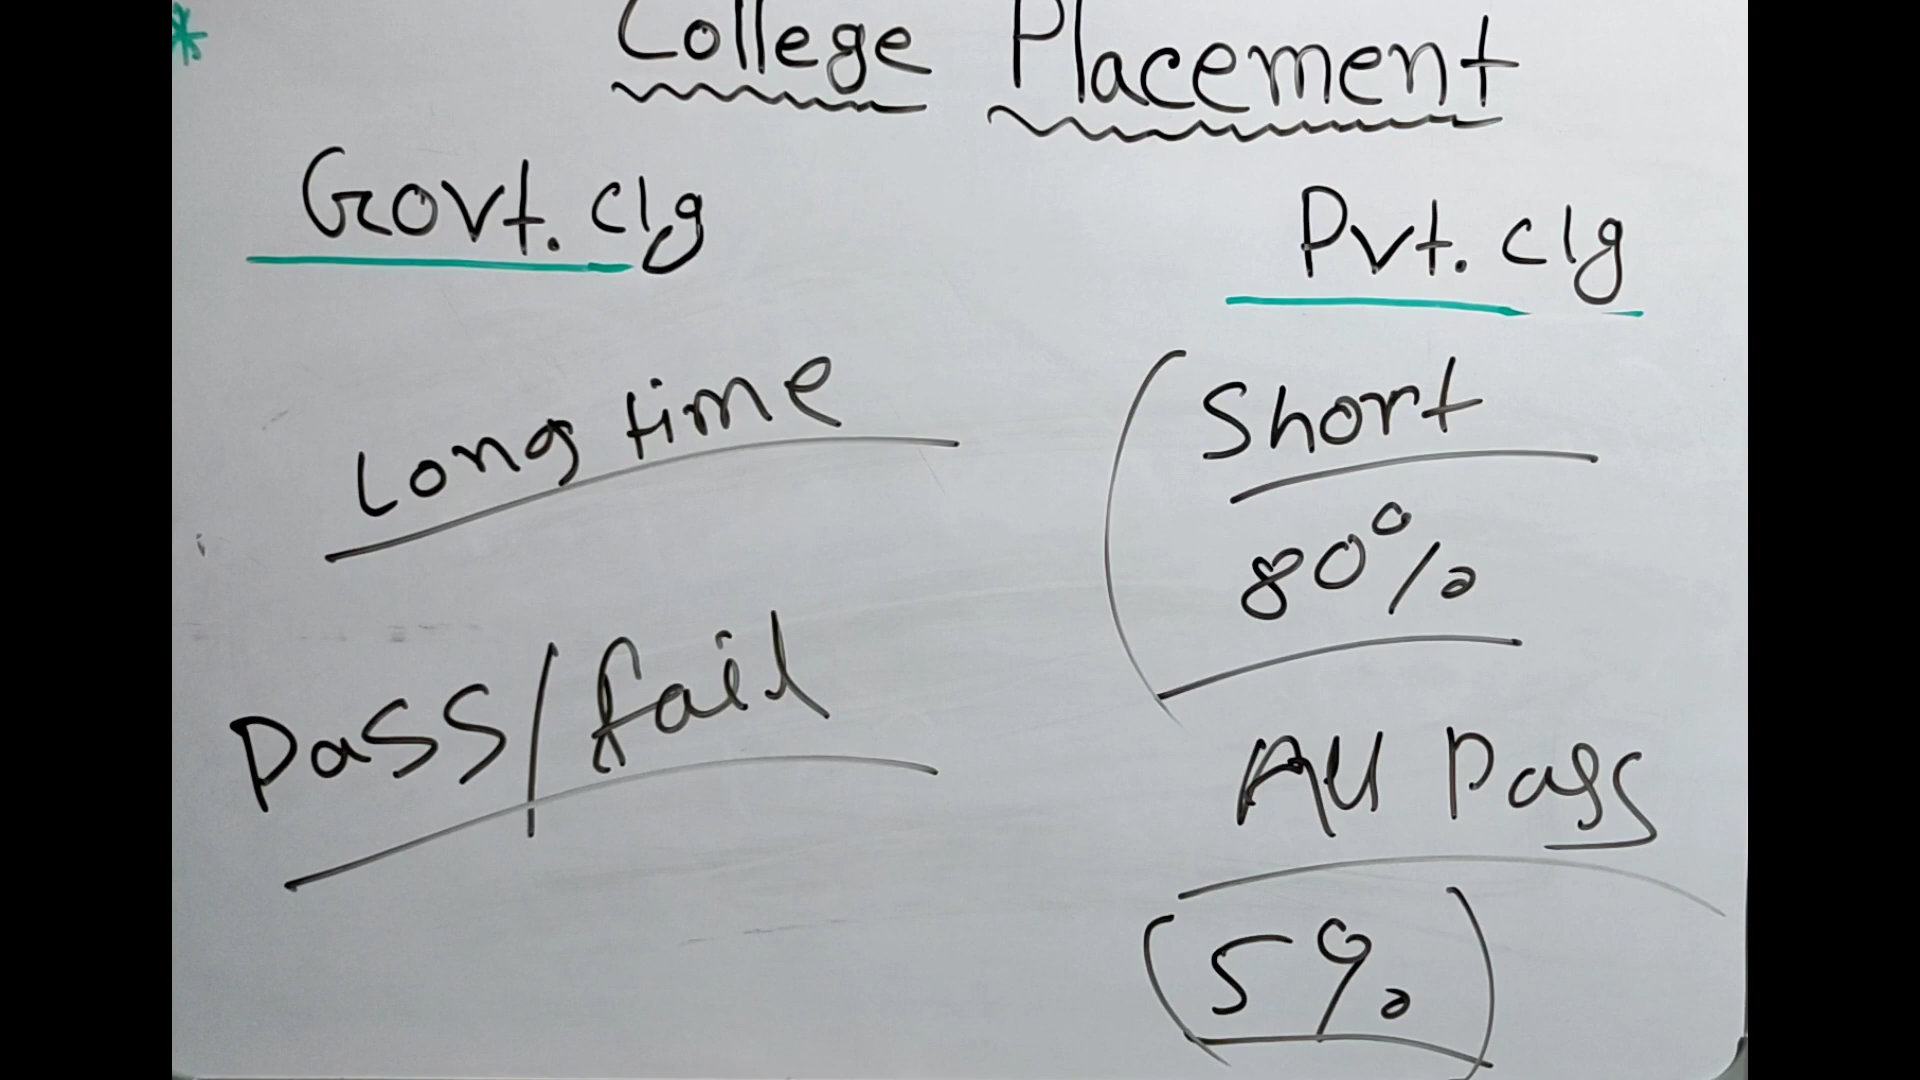 * College Placement
Govt. clg
Pvt. clg
Long time
Short
80%
Pass/fail
All Pass
(5%)